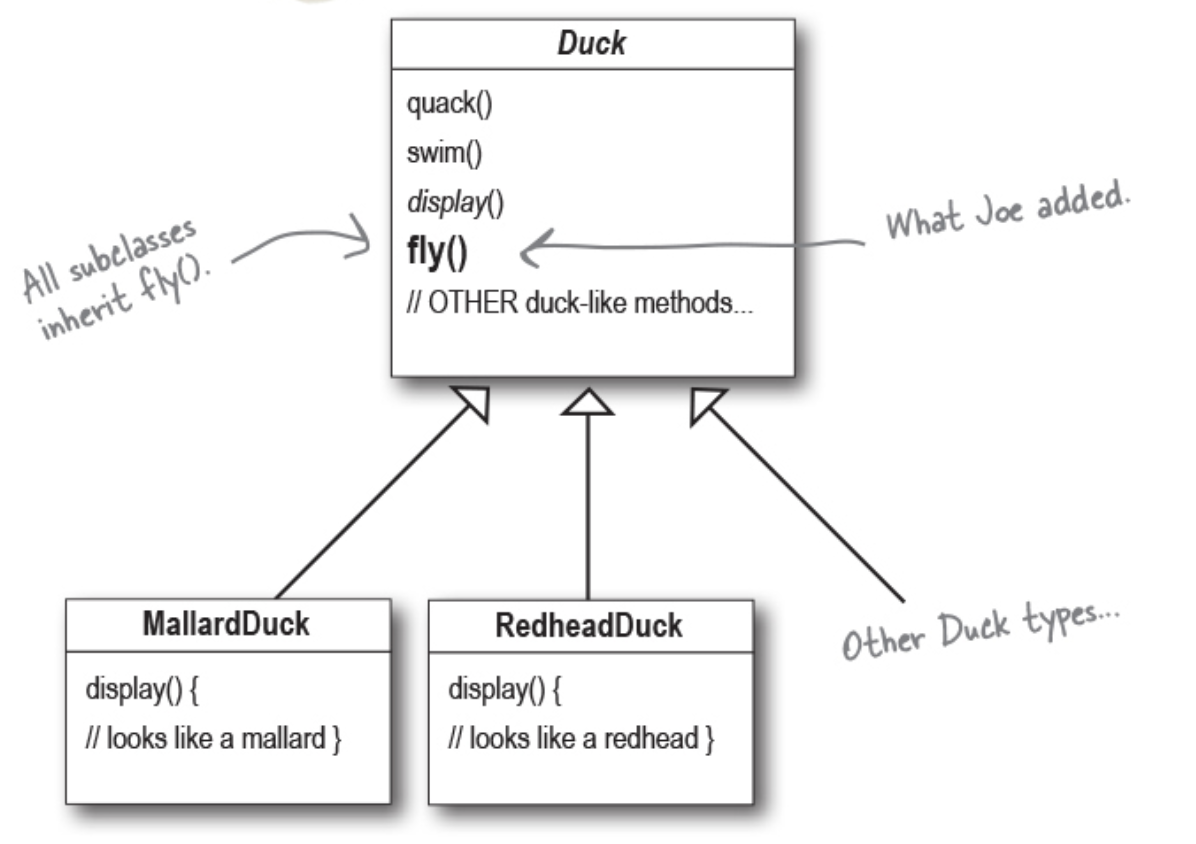 Duck
quack()
swim()
display()
fly()
// OTHER duck-like methods...
All subclasses
inherit fly().
What Joe added.
MallardDuck
display() {
// looks like a mallard }
RedheadDuck
display() {
// looks like a redhead }
Other Duck types...